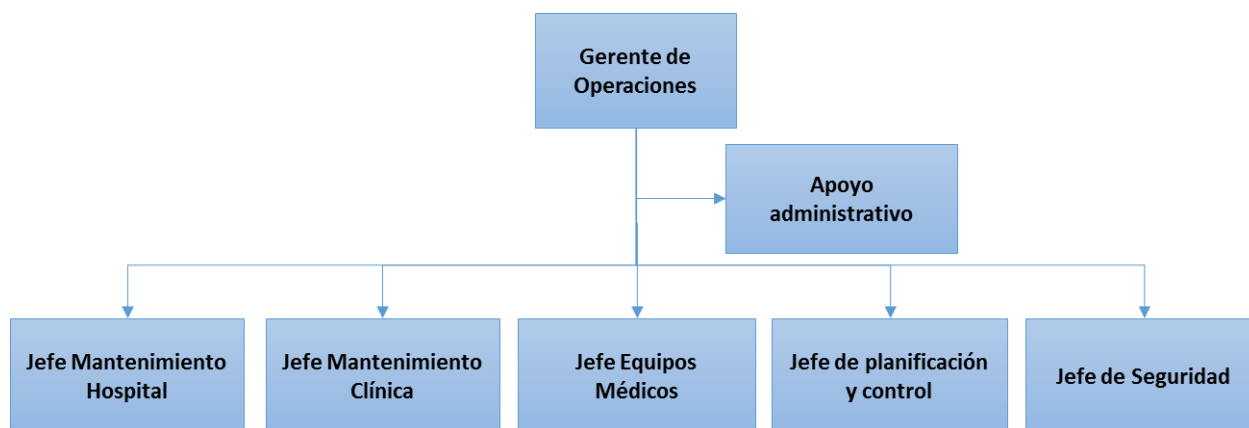 Gerente de
Operaciones
Apoyo
administrativo
Jefe Mantenimiento
Hospital
Jefe Mantenimiento
Clínica
Jefe Equipos
Médicos
Jefe de planificación
y control
Jefe de Seguridad